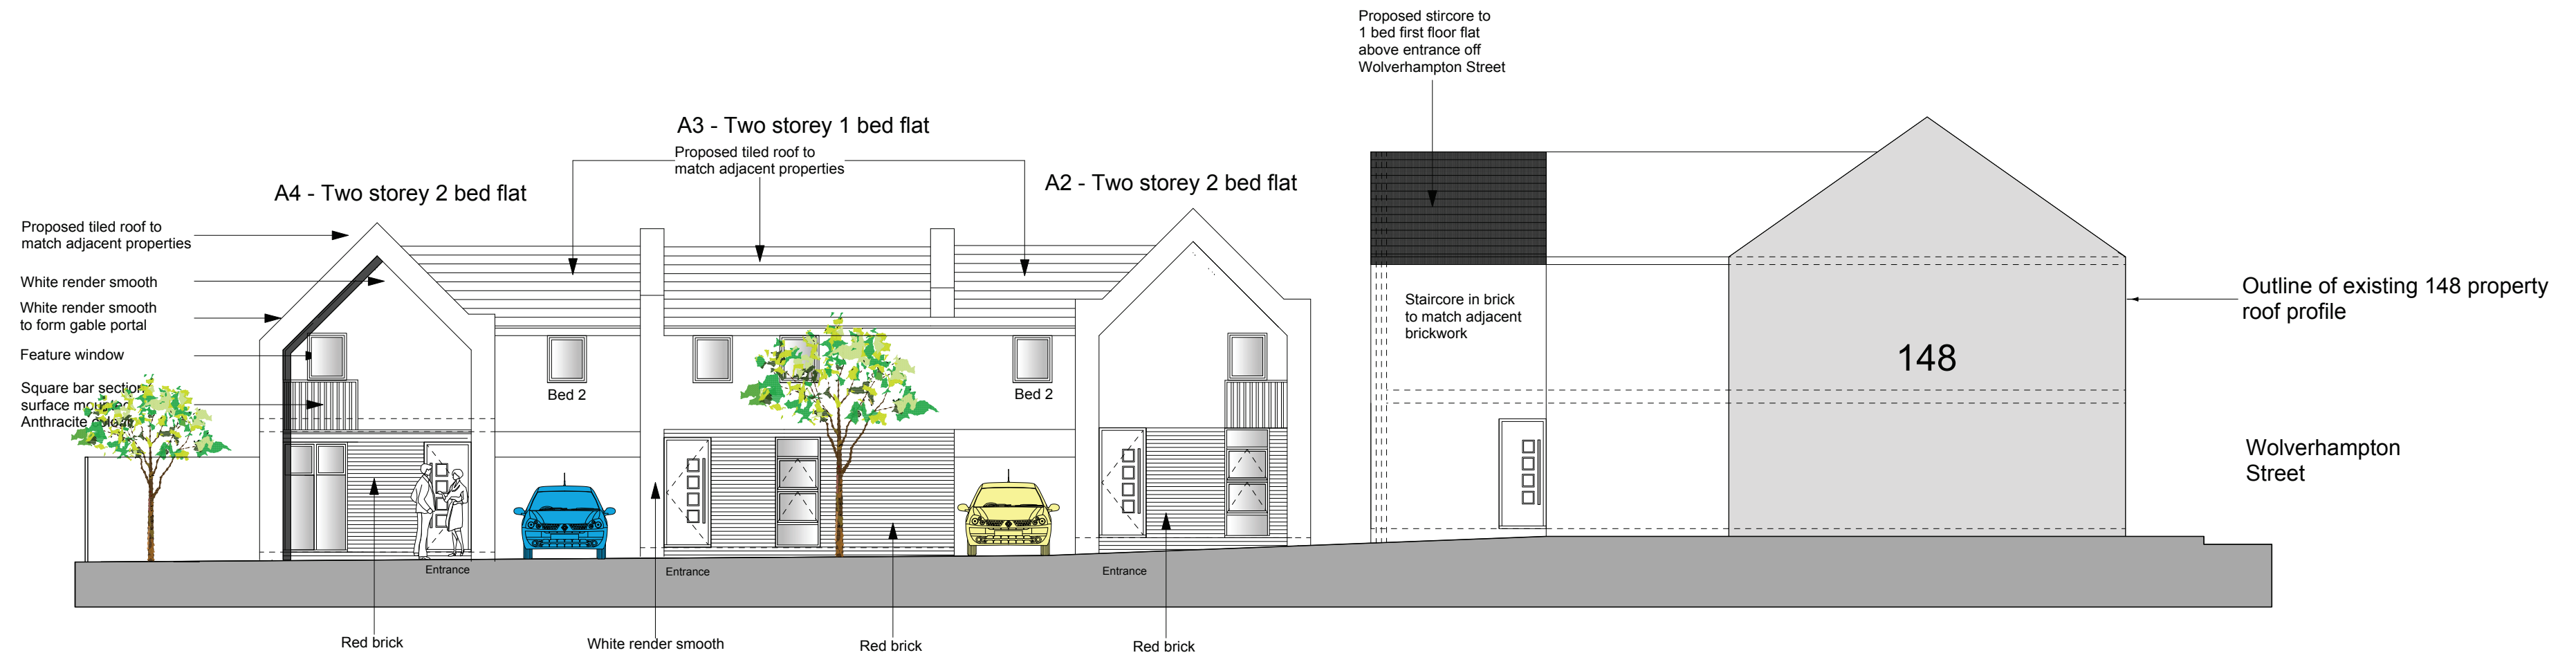 Proposed stircore to
1 bed first floor flat
above entrance off
Wolverhampton Street
A3 - Two storey 1 bed flat
Proposed tiled roof to
match adjacent properties
A4 - Two storey 2 bed flat
A2 - Two storey 2 bed flat
Proposed tiled roof to
match adjacent properties
White render smooth
White render smooth
to form gable portal
Feature window
Square bar section
surface
Anthracite
Bed 2
Bed 2
Staircore in brick
to match adjacent
brickwork
148
Outline of existing 148 property
roof profile
Wolverhampton
Street
Entrance
Entrance
Entrance
Red brick
White render smooth
Red brick
Red brick